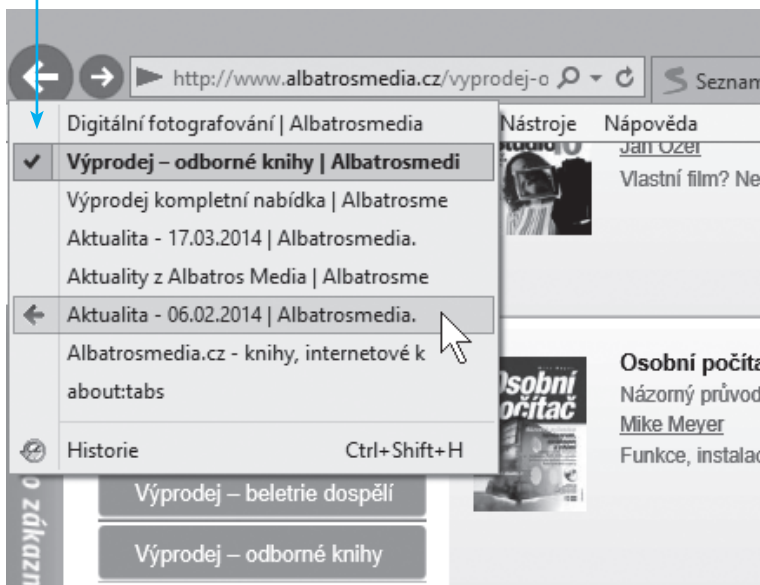 http://www.albatrosmedia.cz/vyprodej-o
Seznam
Digitální fotografování | Albatrosmedia
Výprodej – odborné knihy | Albatrosmedi
Výprodej kompletní nabídka | Albatrosme
Aktualita - 17.03.2014 | Albatrosmedia.
Aktuality z Albatros Media | Albatrosme
Aktualita - 06.02.2014 | Albatrosmedia.
Albatrosmedia.cz - knihy, internetové k
about:tabs
Historie Ctrl+Shift+H
Nástroje Nápověda
Jan Ozer
Vlastní film? Ne
Osobní počíta
Názorný průvod
Mike Meyer
Funkce, instalac
Osobní
počítač
Výprodej – beletrie dospělí
Výprodej – odborné knihy
o zákazn